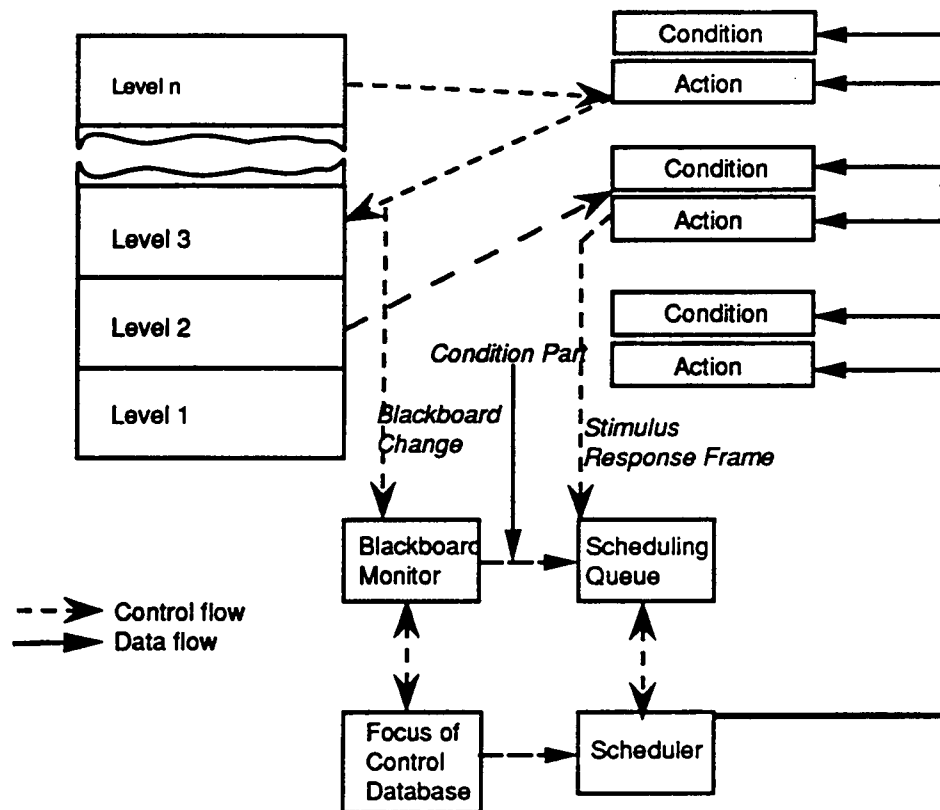 Level n
Level 3
Level 2
Level 1
Condition
Action
Condition
Action
Condition
Action
Condition Part
Blackboard
Change
Stimulus
Response Frame
Blackboard
Monitor
Scheduling
Queue
Control flow
Data flow
Focus of
Control
Database
Scheduler